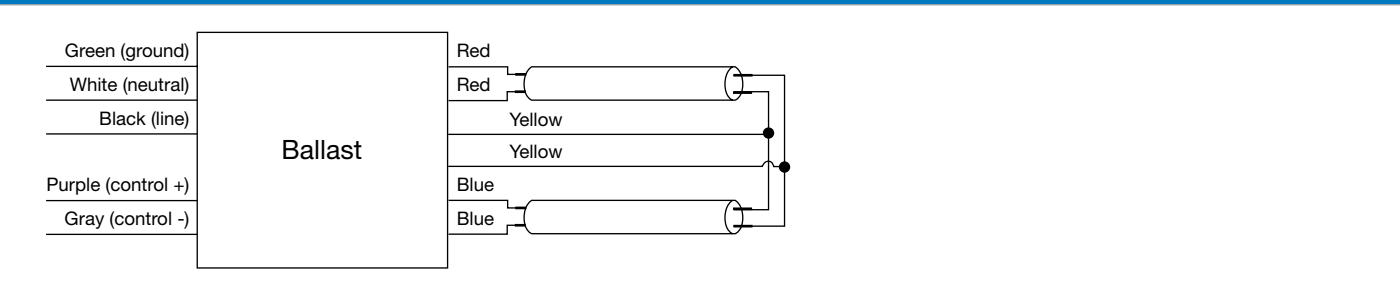 Green (ground)
White (neutral)
Black (line)
Purple (control +)
Gray (control -)
Ballast
Red
Red
Yellow
Yellow
Blue
Blue